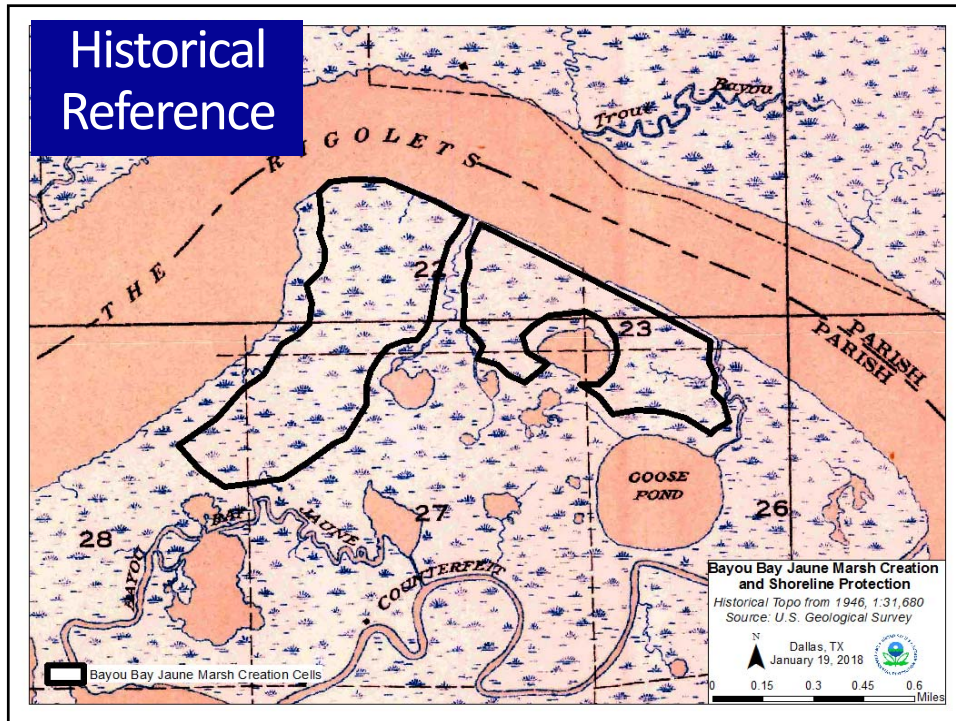 Historical
Reference
Trout Bayou
THE RIGOLETS
22
23
PARISH
PARISH
GOOSE
POND
26
27
28
BAYOU BAY JAUNE
COUNTERFEIT
Bayou Bay Jaune Marsh Creation
and Shoreline Protection
Historical Topo from 1946, 1:31,680
Source: U.S. Geological Survey
N
Dallas, TX
January 19, 2018
0 0.15 0.3 0.45 0.6
Miles
Bayou Bay Jaune Marsh Creation Cells